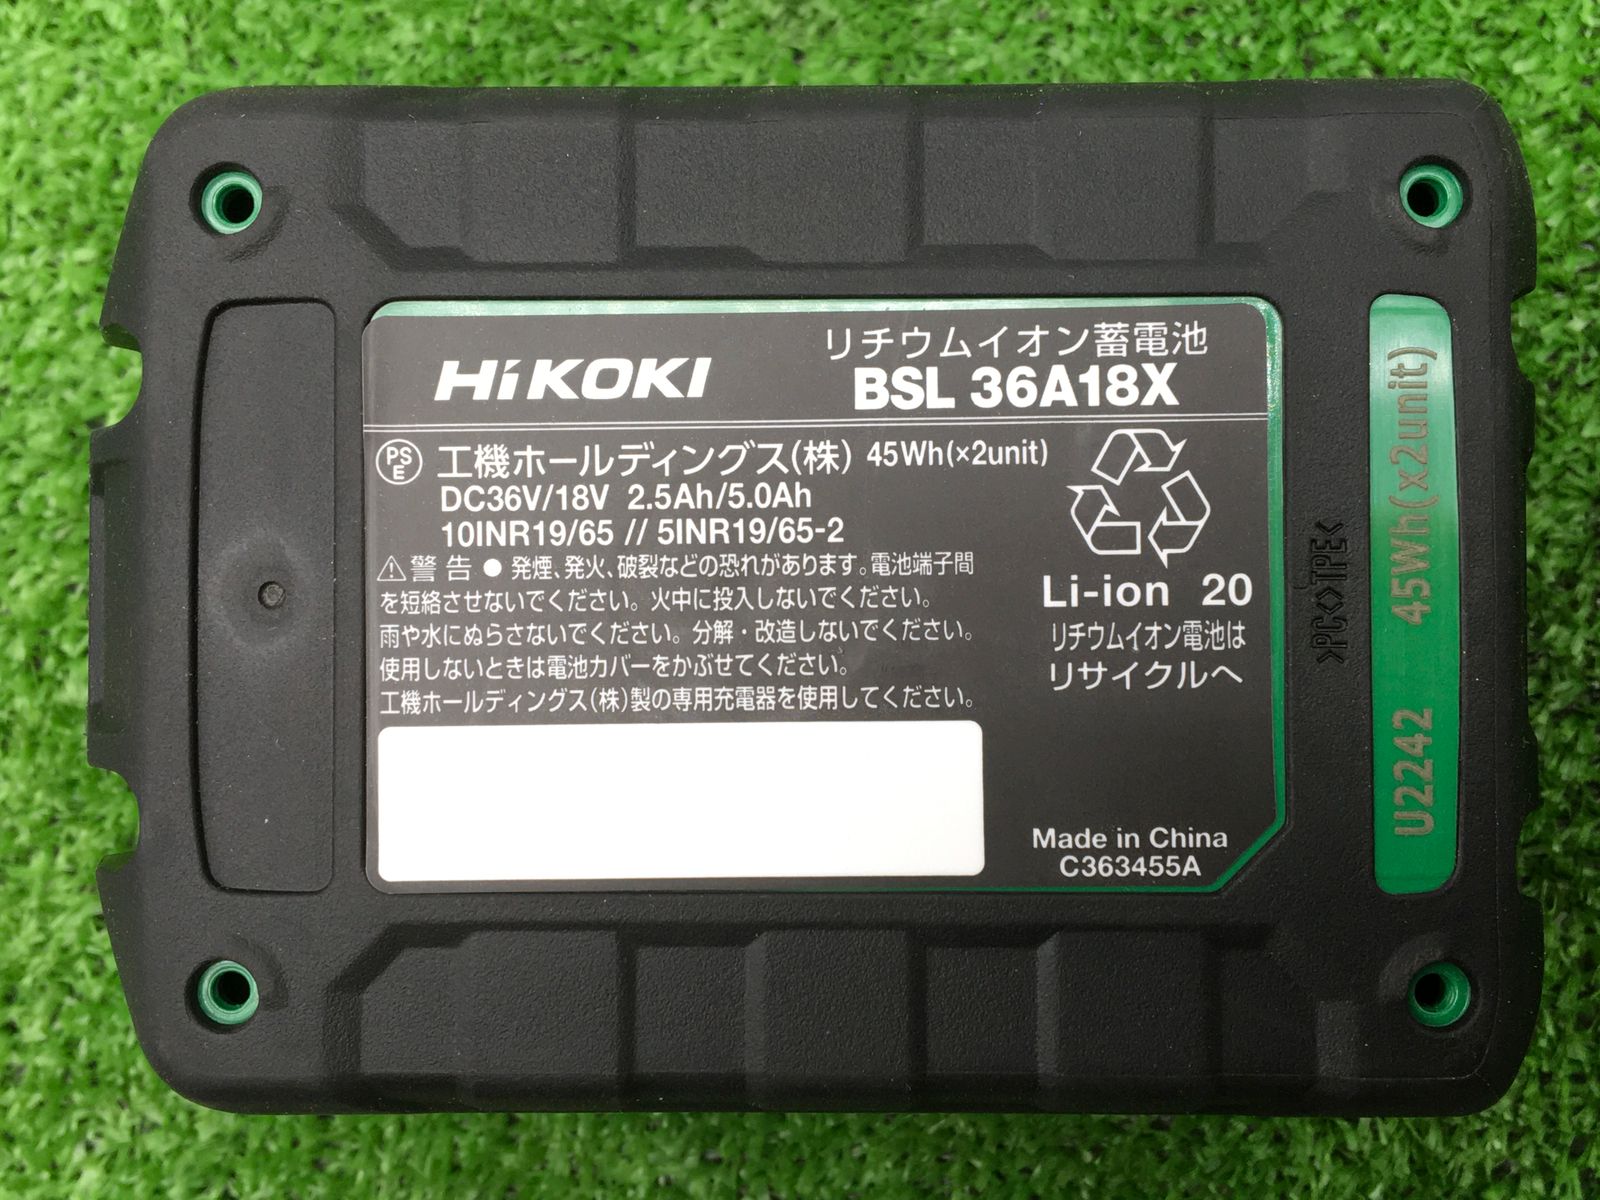 HiKOKI
リチウムイオン蓄電池
BSL 36A18X
PSE 工機ホールディングス(株) 45Wh(×2unit)
DC36V/18V 2.5Ah/5.0Ah
10INR19/65 // 5INR19/65-2
⚠警告 ● 発煙、発火、破裂などの恐れがあります。電池端子間
を短絡させないでください。火中に投入しないでください。
雨や水にぬらさないでください。分解・改造しないでください。
使用しないときは電池カバーをかぶせてください。
工機ホールディングス(株)製の専用充電器を使用してください。
Li-ion 20
リチウムイオン電池は
リサイクルへ
Made in China
C363455A
>PC<>TPE<
U2242 45Wh(x2unit)